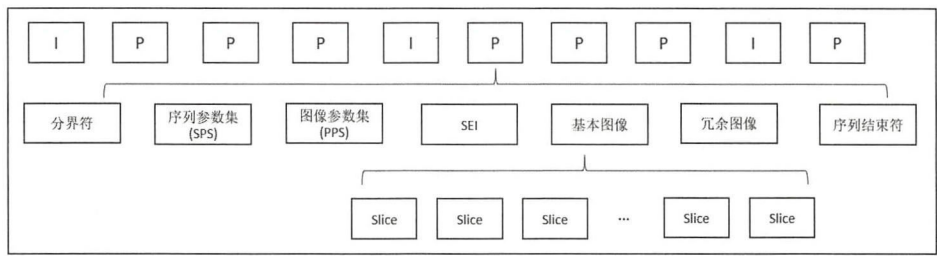 I P P P I P P P I P
分界符 序列参数集 图像参数集 SEI 基本图像 冗余图像 序列结束符
(SPS) (PPS)
Slice Slice Slice … Slice Slice